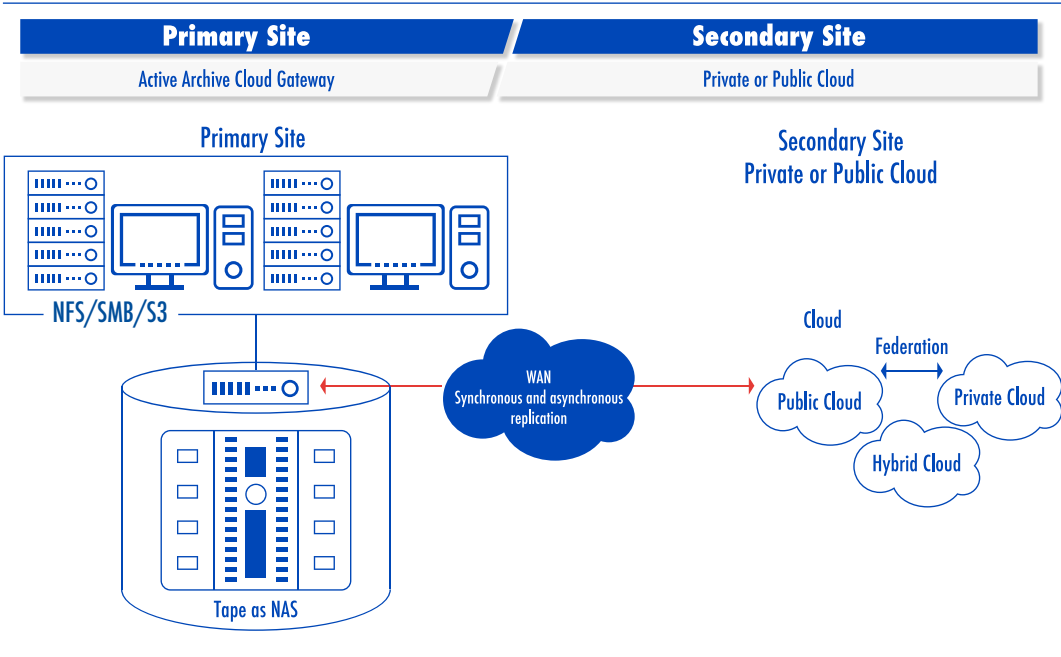 Primary Site
Secondary Site
Active Archive Cloud Gateway
Private or Public Cloud
Primary Site
Secondary Site
Private or Public Cloud
NFS/SMB/S3
Cloud
Federation
WAN
Synchronous and asynchronous
replication
Public Cloud
Private Cloud
Hybrid Cloud
Tape as NAS